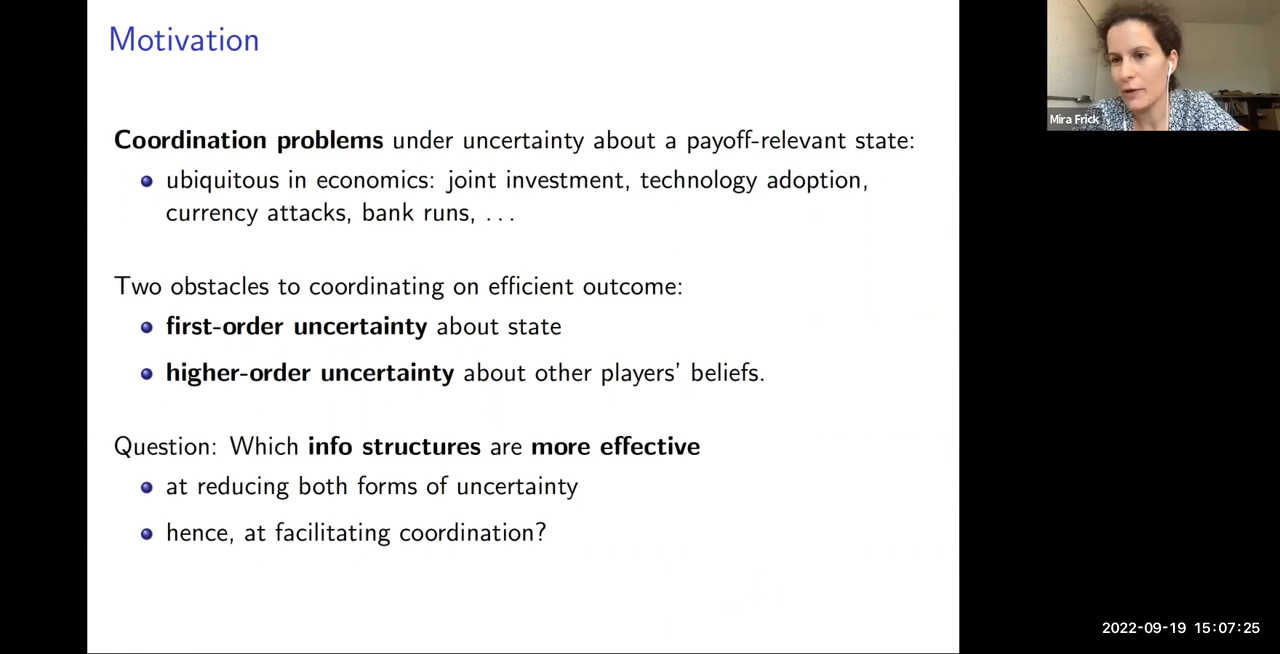 Motivation
Coordination problems under uncertainty about a payoff-relevant state:
ubiquitous in economics: joint investment, technology adoption,
currency attacks, bank runs, . . .
Two obstacles to coordinating on efficient outcome:
first-order uncertainty about state
higher-order uncertainty about other players' beliefs.
Question: Which info structures are more effective
at reducing both forms of uncertainty
hence, at facilitating coordination?
Mira Frick
2022-09-19 15:07:25